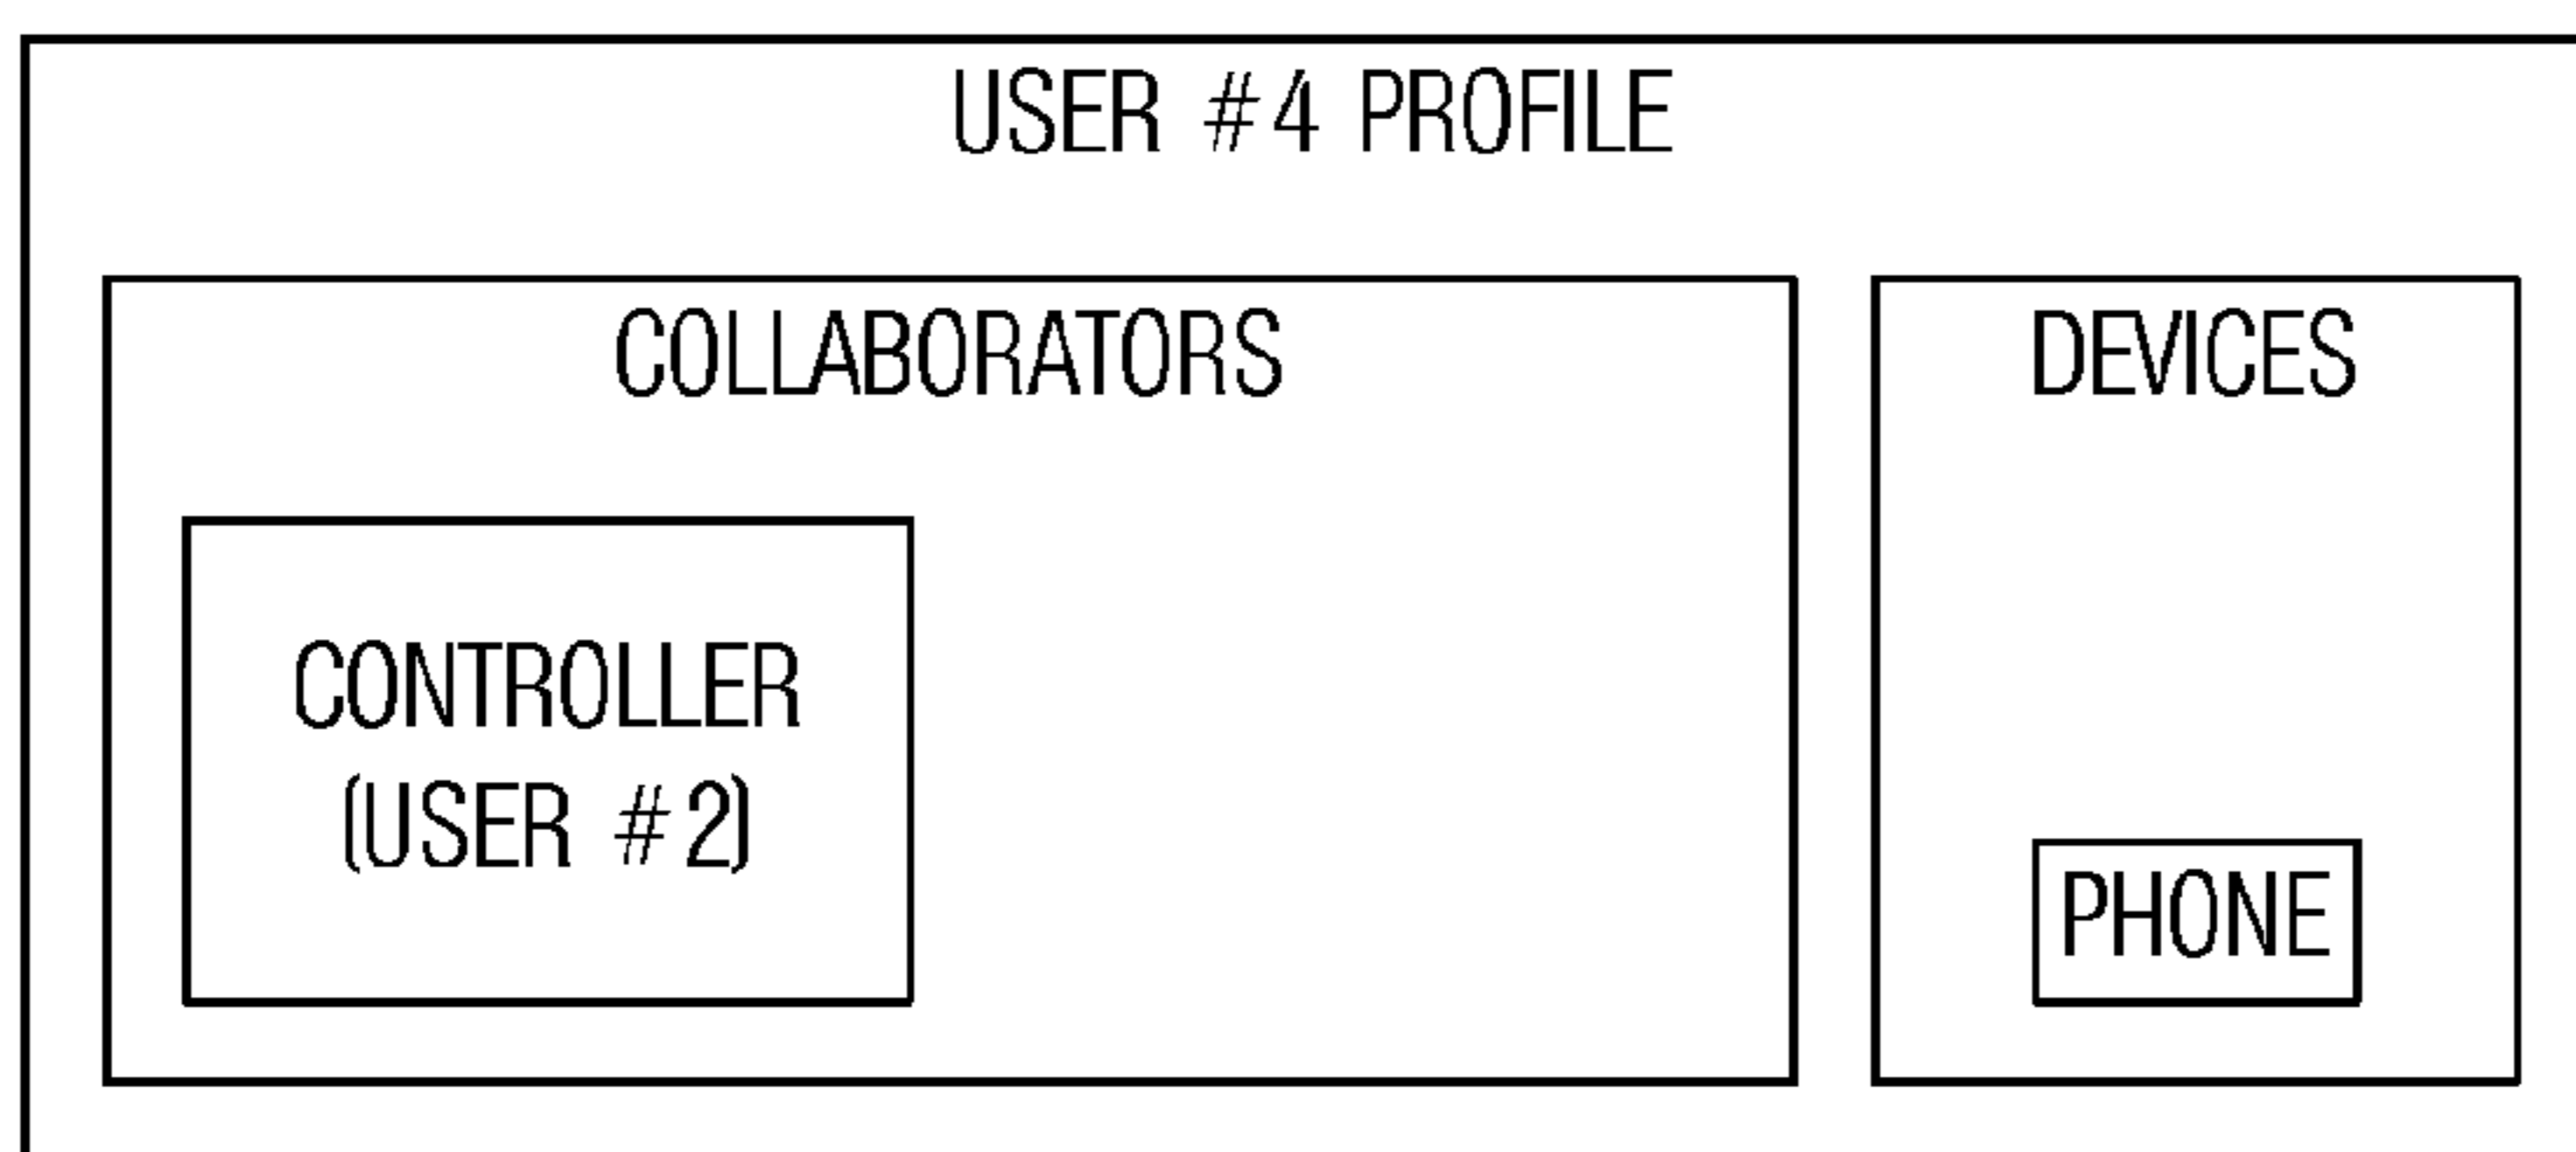 USER #4 PROFILE
COLLABORATORS
DEVICES
CONTROLLER
(USER #2)
PHONE